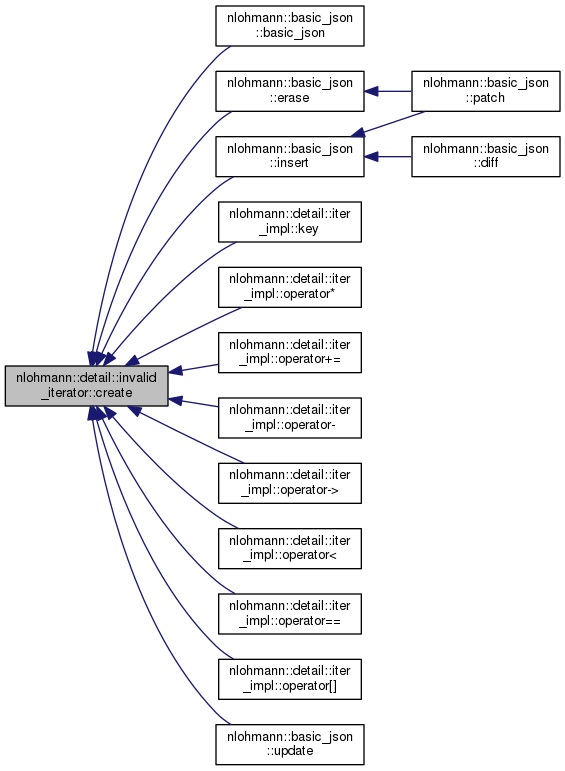 nlohmann::basic_json
::basic_json
nlohmann::basic_json
::erase
nlohmann::basic_json
::patch
nlohmann::basic_json
::insert
nlohmann::basic_json
::diff
nlohmann::detail::iter
_impl::key
nlohmann::detail::iter
_impl::operator*
nlohmann::detail::iter
_impl::operator+=
nlohmann::detail::invalid
_iterator::create
nlohmann::detail::iter
_impl::operator-
nlohmann::detail::iter
_impl::operator->
nlohmann::detail::iter
_impl::operator<
nlohmann::detail::iter
_impl::operator==
nlohmann::detail::iter
_impl::operator[]
nlohmann::basic_json
::update